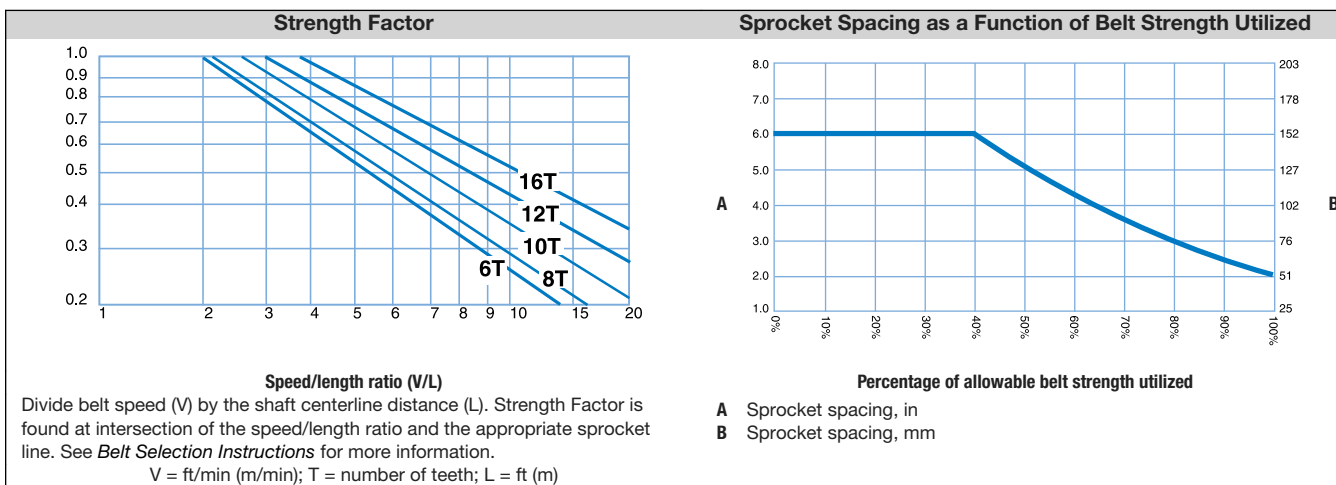 Strength Factor
1.0
0.9
0.8
0.7
0.6
0.5
0.4
0.3
0.2
16T
12T
10T
8T
6T
1 2 3 4 5 6 7 8 9 10 15 20
Speed/length ratio (V/L)
Divide belt speed (V) by the shaft centerline distance (L). Strength Factor is
found at intersection of the speed/length ratio and the appropriate sprocket
line. See Belt Selection Instructions for more information.
V = ft/min (m/min); T = number of teeth; L = ft (m)
Sprocket Spacing as a Function of Belt Strength Utilized
8.0
7.0
6.0
5.0
4.0
3.0
2.0
1.0
A
203
178
152
127
102
76
51
25
B
0% 10% 20% 30% 40% 50% 60% 70% 80% 90% 100%
Percentage of allowable belt strength utilized
A Sprocket spacing, in
B Sprocket spacing, mm